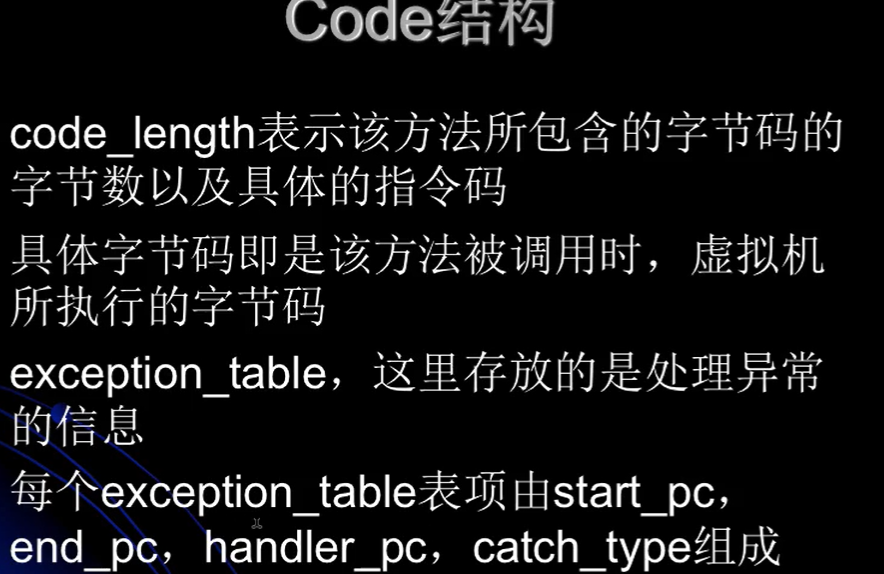 Code结构
code_length表示该方法所包含的字节码的
字节数以及具体的指令码
具体字节码即是该方法被调用时，虚拟机
所执行的字节码
exception_table，这里存放的是处理异常
的信息
每个exception_table表项由start_pc，
end_pc，handler_pc，catch_type组成